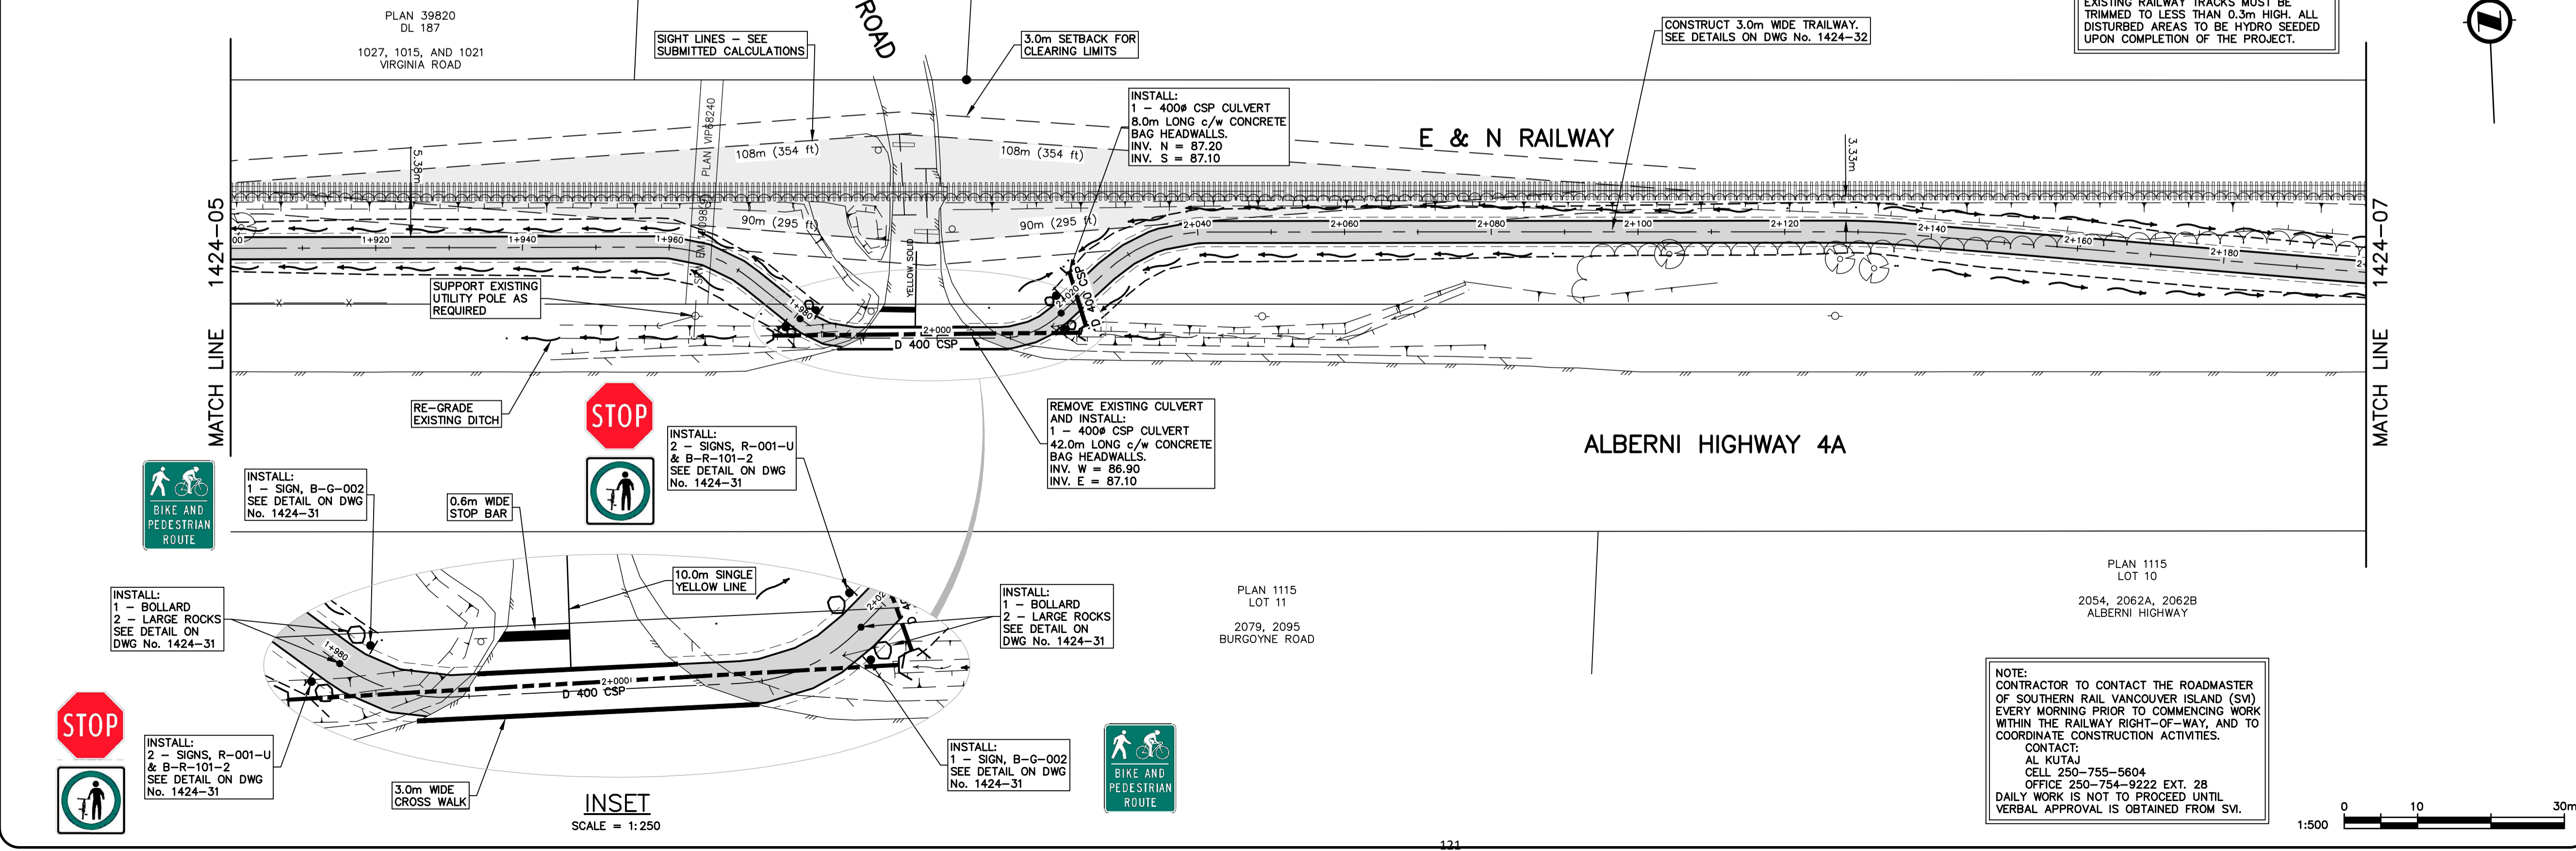 PLAN 39820
DL 187
1027, 1015, AND 1021
VIRGINIA ROAD
SIGHT LINES – SEE
SUBMITTED CALCULATIONS
ROAD
3.0m SETBACK FOR
CLEARING LIMITS
CONSTRUCT 3.0m WIDE TRAILWAY.
SEE DETAILS ON DWG No. 1424–32
EXISTING RAILWAY TRACKS MUST BE
TRIMMED TO LESS THAN 0.3m HIGH. ALL
DISTURBED AREAS TO BE HYDRO SEEDED
UPON COMPLETION OF THE PROJECT.
INSTALL:
1 – 400ø CSP CULVERT
8.0m LONG c/w CONCRETE
BAG HEADWALLS.
INV. N = 87.20
INV. S = 87.10
E & N RAILWAY
PLAN VIP68240
108m (354 ft)
108m (354 ft)
5.38m
3.33m
90m (295 ft)
90m (295 ft)
YELLOW SOLID
MATCH LINE 1424–05
MATCH LINE 1424–07
00
1+920
1+940
1+960
1+980
2+000
2+020
2+040
2+060
2+080
2+100
2+120
2+140
2+160
2+180
2-
D 400 CSP
D 400 CSP
SUPPORT EXISTING
UTILITY POLE AS
REQUIRED
RE–GRADE
EXISTING DITCH
STOP
INSTALL:
2 – SIGNS, R–001–U
& B–R–101–2
SEE DETAIL ON DWG
No. 1424–31
REMOVE EXISTING CULVERT
AND INSTALL:
1 – 400ø CSP CULVERT
42.0m LONG c/w CONCRETE
BAG HEADWALLS.
INV. W = 86.90
INV. E = 87.10
ALBERNI HIGHWAY 4A
BIKE AND
PEDESTRIAN
ROUTE
INSTALL:
1 – SIGN, B–G–002
SEE DETAIL ON DWG
No. 1424–31
0.6m WIDE
STOP BAR
10.0m SINGLE
YELLOW LINE
INSTALL:
1 – BOLLARD
2 – LARGE ROCKS
SEE DETAIL ON
DWG No. 1424–31
INSTALL:
1 – BOLLARD
2 – LARGE ROCKS
SEE DETAIL ON
DWG No. 1424–31
1+980
2+000
2+02
D 400 CSP
PLAN 1115
LOT 11
2079, 2095
BURGOYNE ROAD
PLAN 1115
LOT 10
2054, 2062A, 2062B
ALBERNI HIGHWAY
STOP
INSTALL:
2 – SIGNS, R–001–U
& B–R–101–2
SEE DETAIL ON DWG
No. 1424–31
3.0m WIDE
CROSS WALK
INSTALL:
1 – SIGN, B–G–002
SEE DETAIL ON DWG
No. 1424–31
BIKE AND
PEDESTRIAN
ROUTE
INSET
SCALE = 1:250
NOTE:
CONTRACTOR TO CONTACT THE ROADMASTER
OF SOUTHERN RAIL VANCOUVER ISLAND (SVI)
EVERY MORNING PRIOR TO COMMENCING WORK
WITHIN THE RAILWAY RIGHT–OF–WAY, AND TO
COORDINATE CONSTRUCTION ACTIVITIES.
CONTACT:
AL KUTAJ
CELL 250–755–5604
OFFICE 250–754–9222 EXT. 28
DAILY WORK IS NOT TO PROCEED UNTIL
VERBAL APPROVAL IS OBTAINED FROM SVI.
1:500
0 10 30m
121